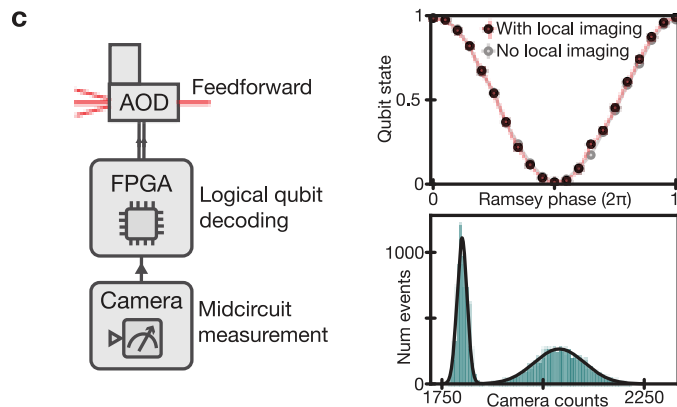 c
AOD
Feedforward
FPGA
Logical qubit
decoding
Camera
Midcircuit
measurement
1
With local imaging
No local imaging
Qubit state
0.5
0
0
Ramsey phase (2π)
1
1000
Num events
0
1750
Camera counts
2250